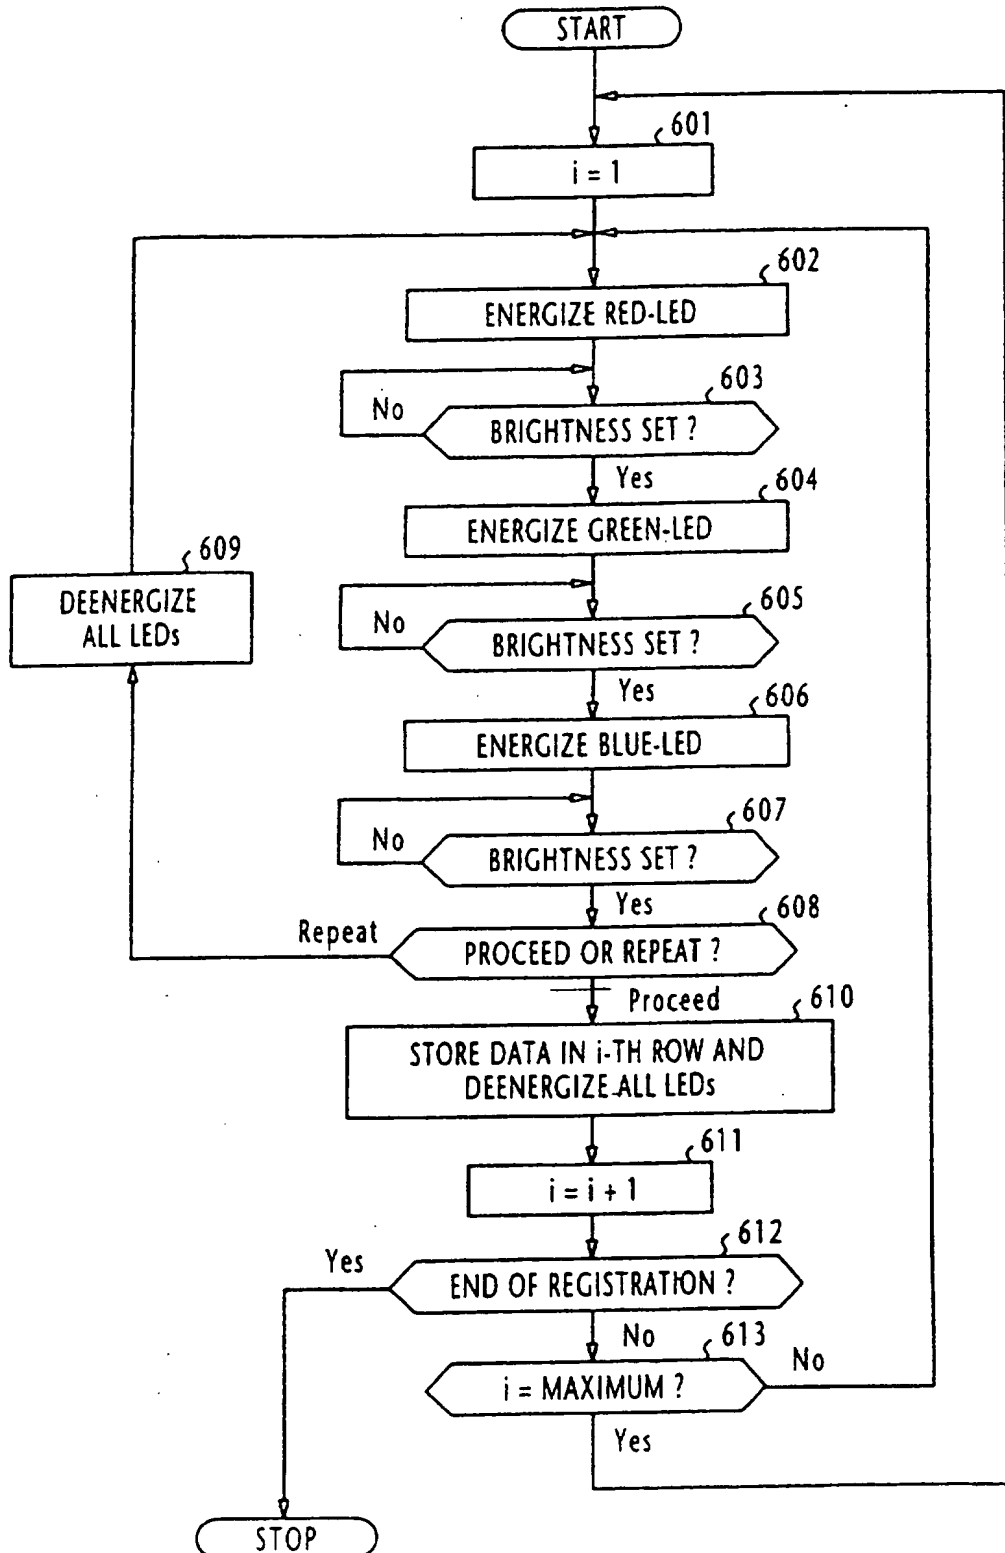 START
601
i = 1
602
ENERGIZE RED-LED
603
No
BRIGHTNESS SET ?
Yes
604
ENERGIZE GREEN-LED
609
DEENERGIZE
ALL LEDs
605
No
BRIGHTNESS SET ?
Yes
606
ENERGIZE BLUE-LED
607
No
BRIGHTNESS SET ?
Yes
608
Repeat
PROCEED OR REPEAT ?
Proceed
610
STORE DATA IN i-TH ROW AND
DEENERGIZE ALL LEDs
611
i = i + 1
612
Yes
END OF REGISTRATION ?
No
613
i = MAXIMUM ?
No
Yes
STOP